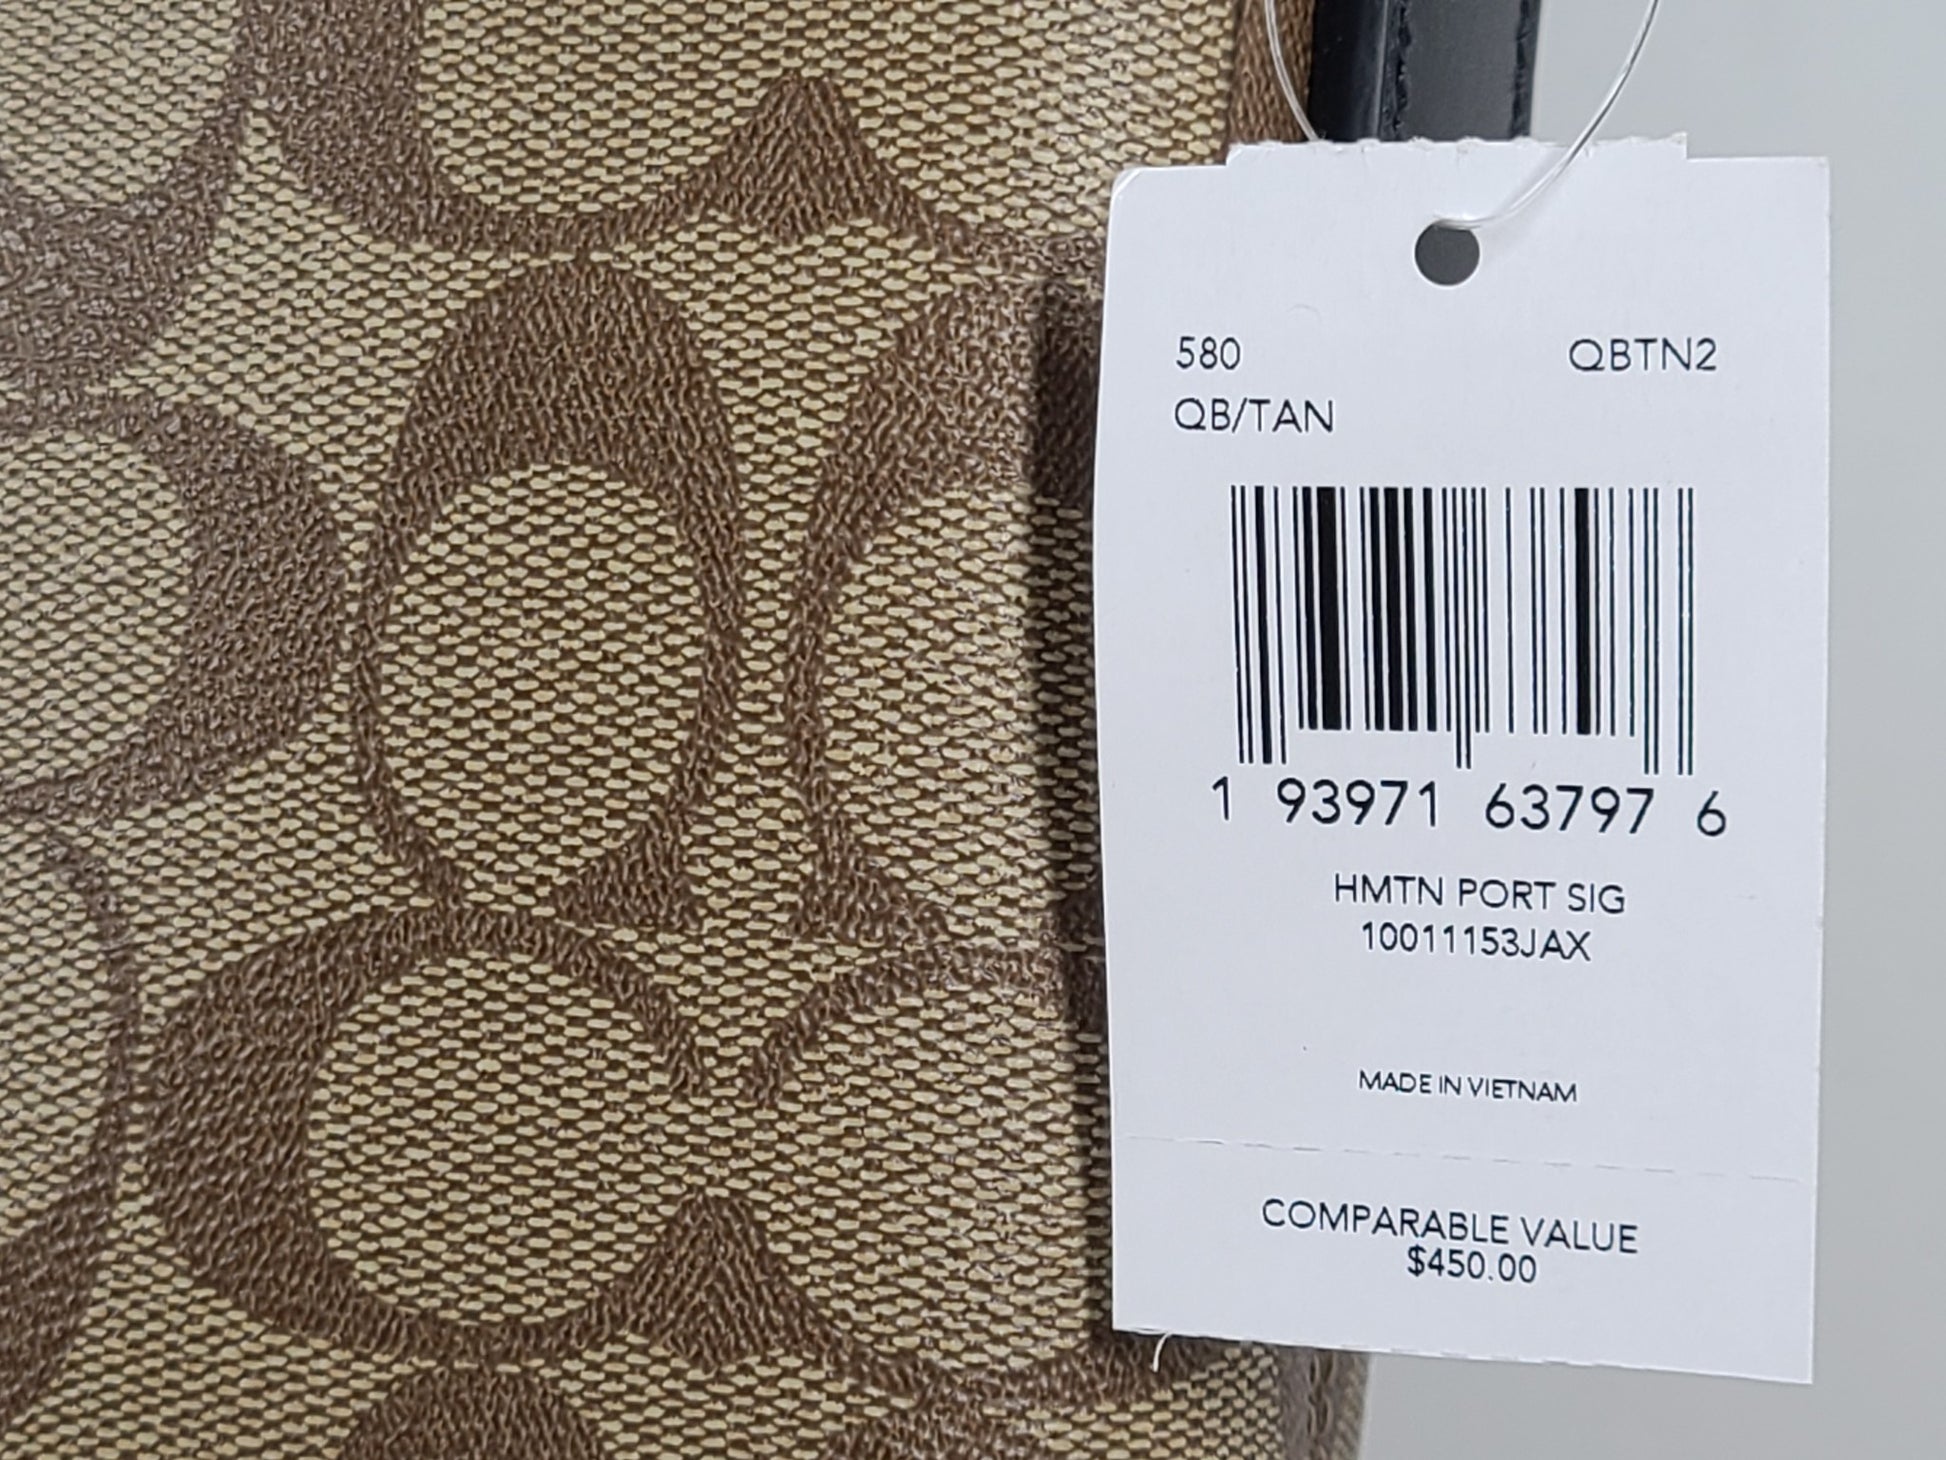 580 QBTN2
QB/TAN
1 93971 63797 6
HMTN PORT SIG
10011153JAX
MADE IN VIETNAM
COMPARABLE VALUE
$450.00